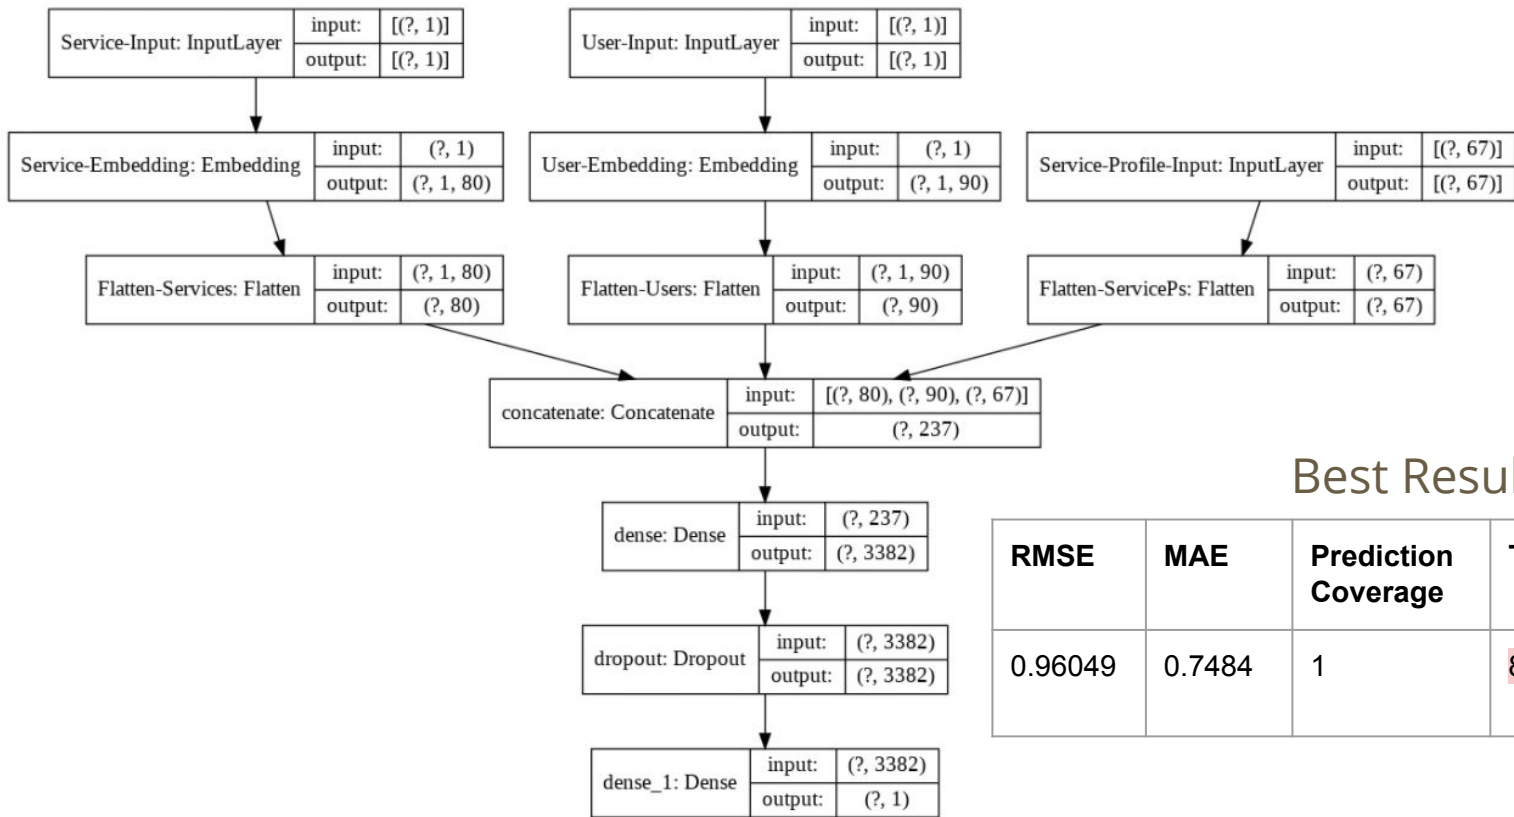 Service-Input: InputLayer
input: [(?, 1)]
output: [(?, 1)]
User-Input: InputLayer
input: [(?, 1)]
output: [(?, 1)]
Service-Embedding: Embedding
input: (?, 1)
output: (?, 1, 80)
User-Embedding: Embedding
input: (?, 1)
output: (?, 1, 90)
Service-Profile-Input: InputLayer
input: [(?, 67)]
output: [(?, 67)]
Flatten-Services: Flatten
input: (?, 1, 80)
output: (?, 80)
Flatten-Users: Flatten
input: (?, 1, 90)
output: (?, 90)
Flatten-ServicePs: Flatten
input: (?, 67)
output: (?, 67)
concatenate: Concatenate
input: [(?, 80), (?, 90), (?, 67)]
output: (?, 237)
dense: Dense
input: (?, 237)
output: (?, 3382)
dropout: Dropout
input: (?, 3382)
output: (?, 3382)
dense_1: Dense
input: (?, 3382)
output: (?, 1)
Best
RMSE MAE Prediction
Coverage
0.96049 0.7484 1